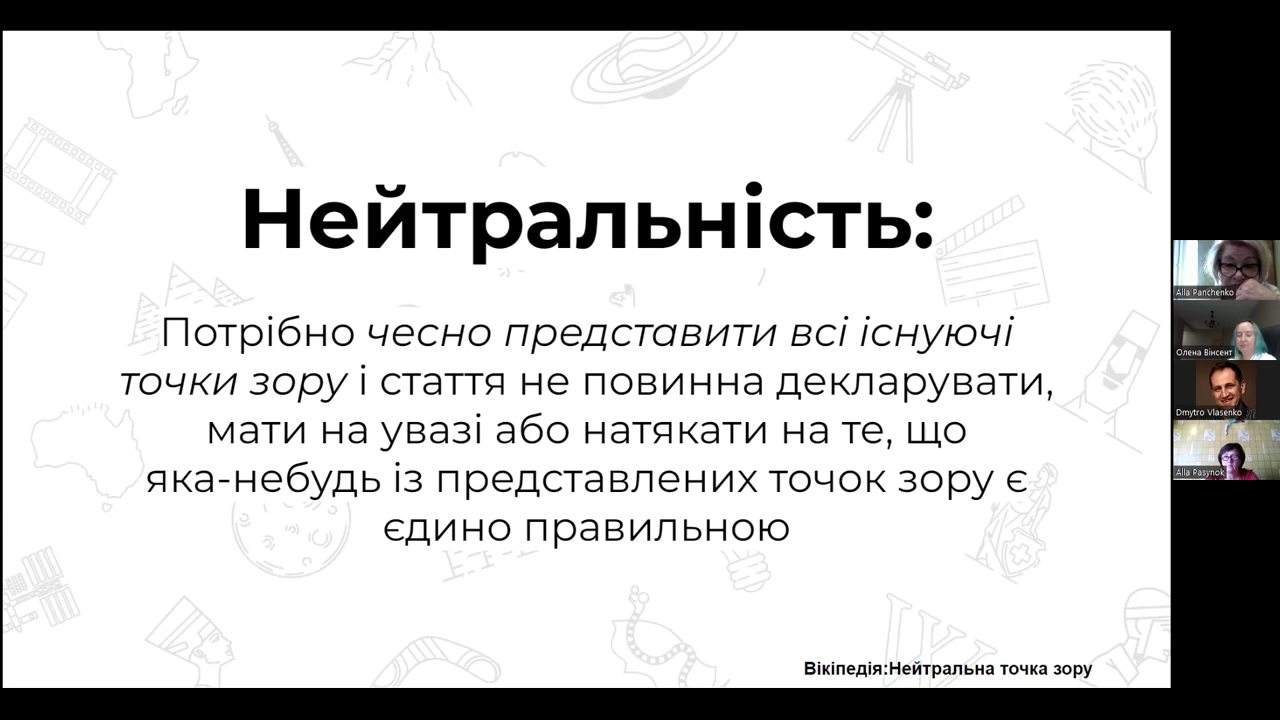 Нейтральність:
Потрібно чесно представити всі існуючі
точки зору і стаття не повинна декларувати,
мати на увазі або натякати на те, що
яка-небудь із представлених точок зору є
єдино правильною
Вікіпедія:Нейтральна точка зору
Alla Panchenko
Олена Вінсент
Dmytro Vlasenko
Alla Pasynok